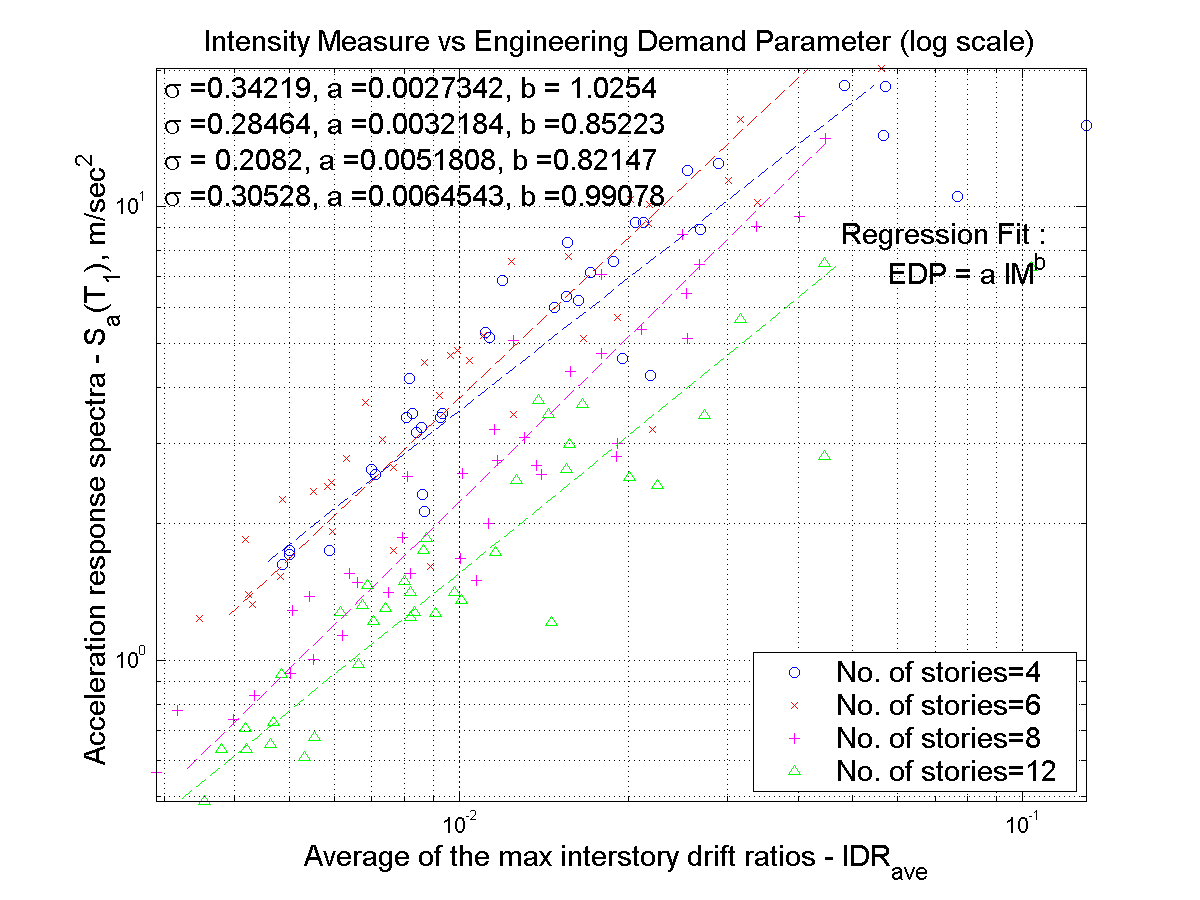 Intensity Measure vs Engineering Demand Parameter (log scale)
σ =0.34219, a =0.0027342, b = 1.0254
σ =0.28464, a =0.0032184, b =0.85223
σ = 0.2082, a =0.0051808, b =0.82147
σ =0.30528, a =0.0064543, b =0.99078
Regression Fit :
EDP = a IM^b
Acceleration response spectra - S_a(T_1), m/sec^2
10^1
10^0
No. of stories=4
No. of stories=6
No. of stories=8
No. of stories=12
10^-2
10^-1
Average of the max interstory drift ratios - IDR_ave